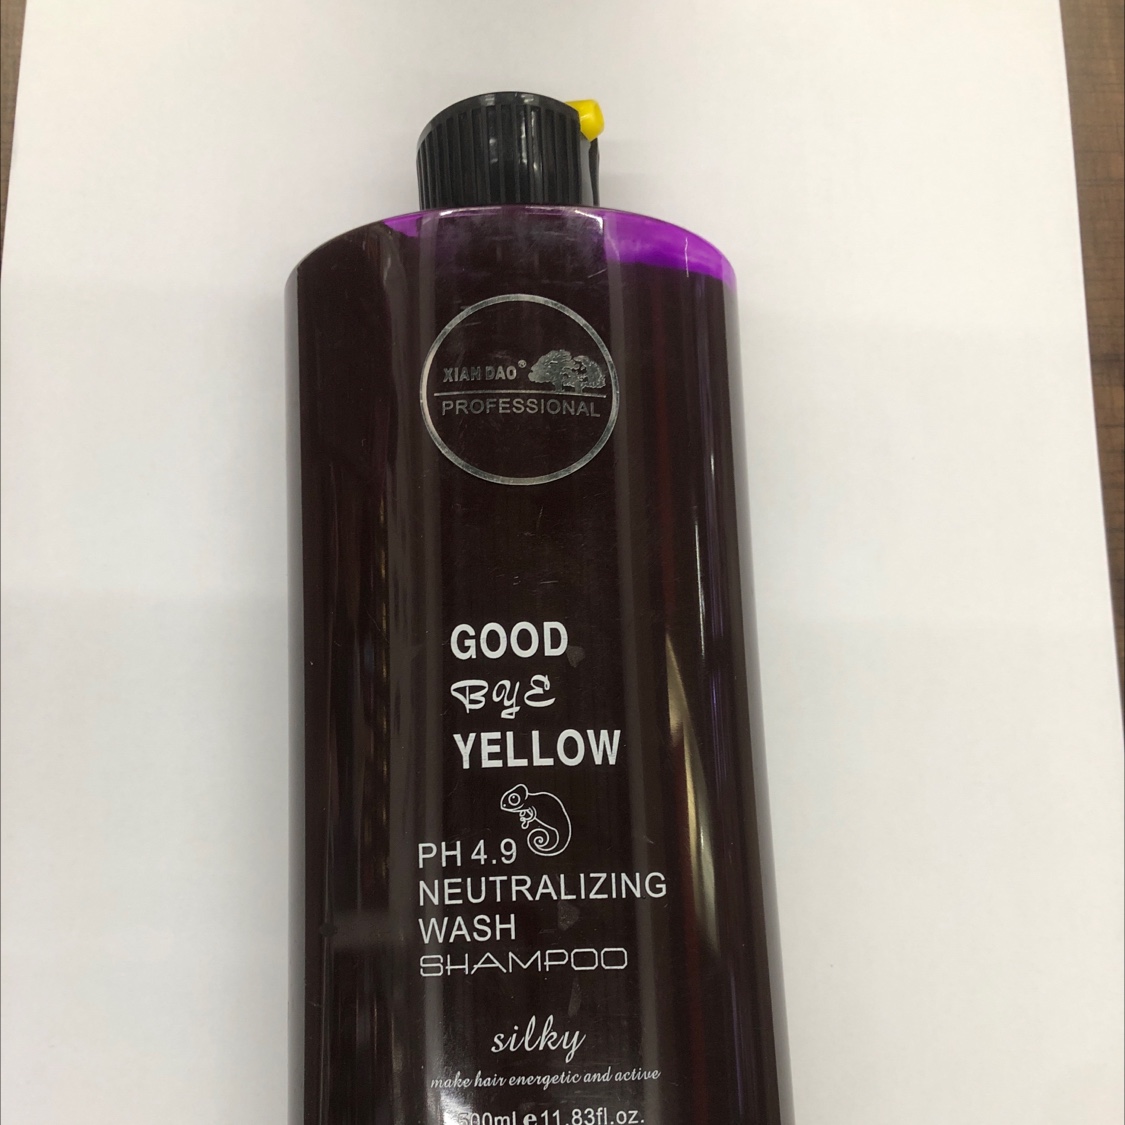 XIAN DAO®
PROFESSIONAL
GOOD
BYE
YELLOW
PH 4.9
NEUTRALIZING
WASH
SHAMPOO
silky
make hair energetic and active
500ml e 11.83fl.oz.